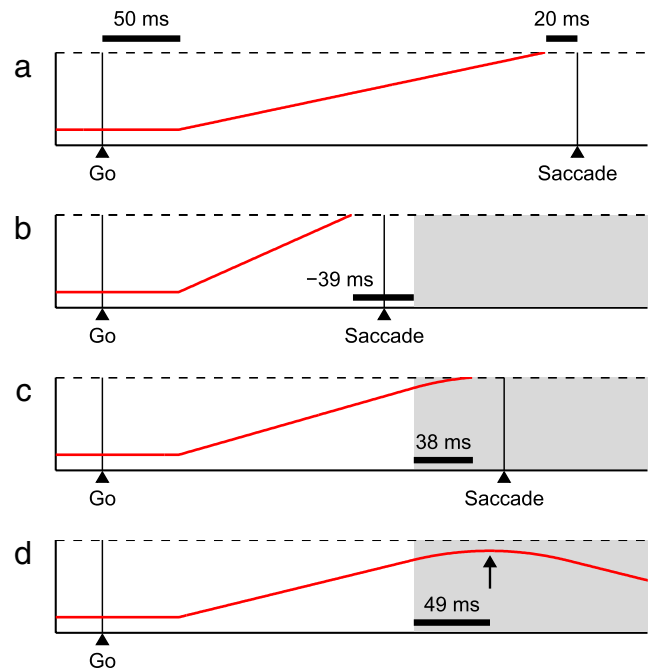 50 ms
20 ms
a
Go
Saccade
b
−39 ms
Go
Saccade
c
38 ms
Go
Saccade
d
49 ms
Go